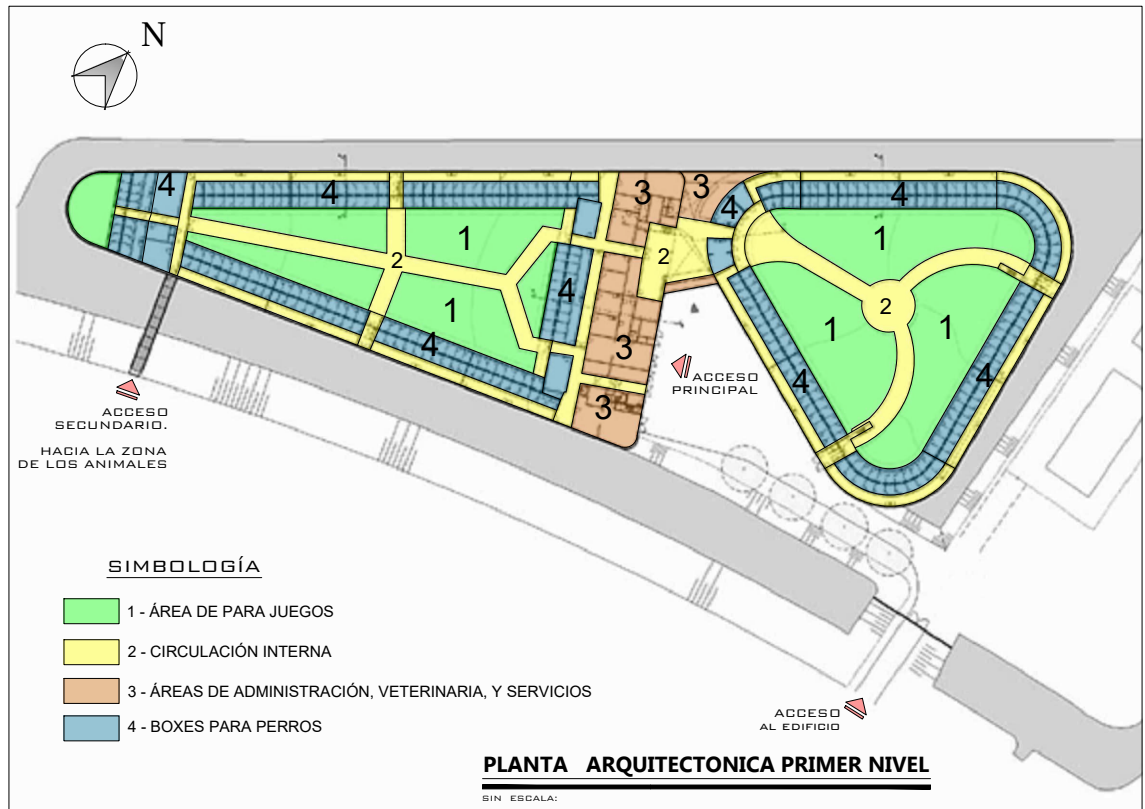 N
4
4
3
3
4
4
1
1
2
2
4
2
1
1
1
4
3
4
4
3
ACCESO
PRINCIPAL
ACCESO
SECUNDARIO.
HACIA LA ZONA
DE LOS ANIMALES
SIMBOLOGÍA
1 - ÁREA DE PARA JUEGOS
2 - CIRCULACIÓN INTERNA
3 - ÁREAS DE ADMINISTRACIÓN, VETERINARIA, Y SERVICIOS
4 - BOXES PARA PERROS
ACCESO
AL EDIFICIO
PLANTA ARQUITECTONICA PRIMER NIVEL
SIN ESCALA: